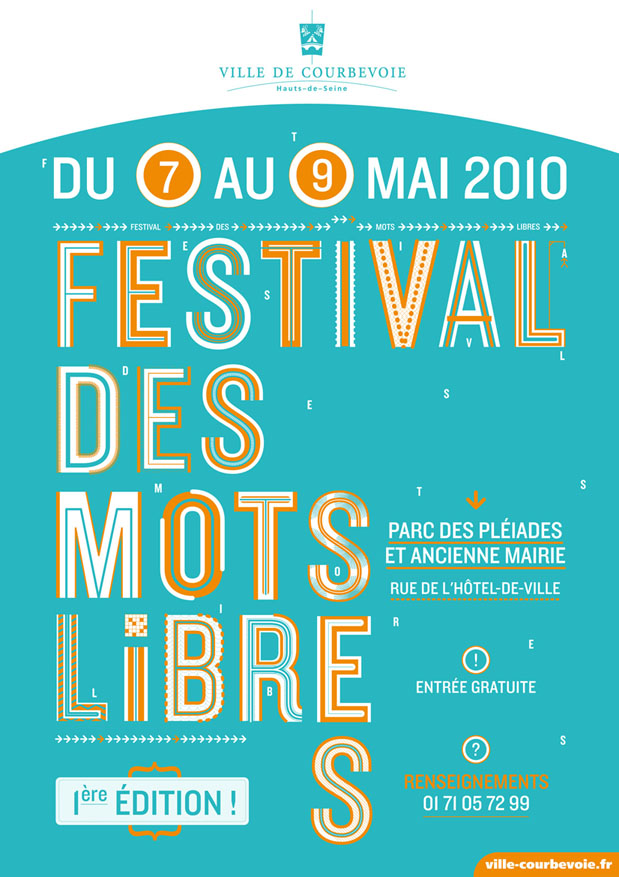 VILLE DE COURBEVOIE
Hauts-de-Seine
DU 7 AU 9 MAI 2010
FESTIVAL DES MOTS LIBRES
FESTIVAL
DES
MOTS
LIBRES
PARC DES PLÉIADES
ET ANCIENNE MAIRIE
RUE DE L'HÔTEL-DE-VILLE
!
ENTRÉE GRATUITE
?
RENSEIGNEMENTS
01 71 05 72 99
1ère ÉDITION !
ville-courbevoie.fr
F
T
E
S
T
I
V
A
L
D
E
S
M
O
T
S
L
I
B
R
E
S